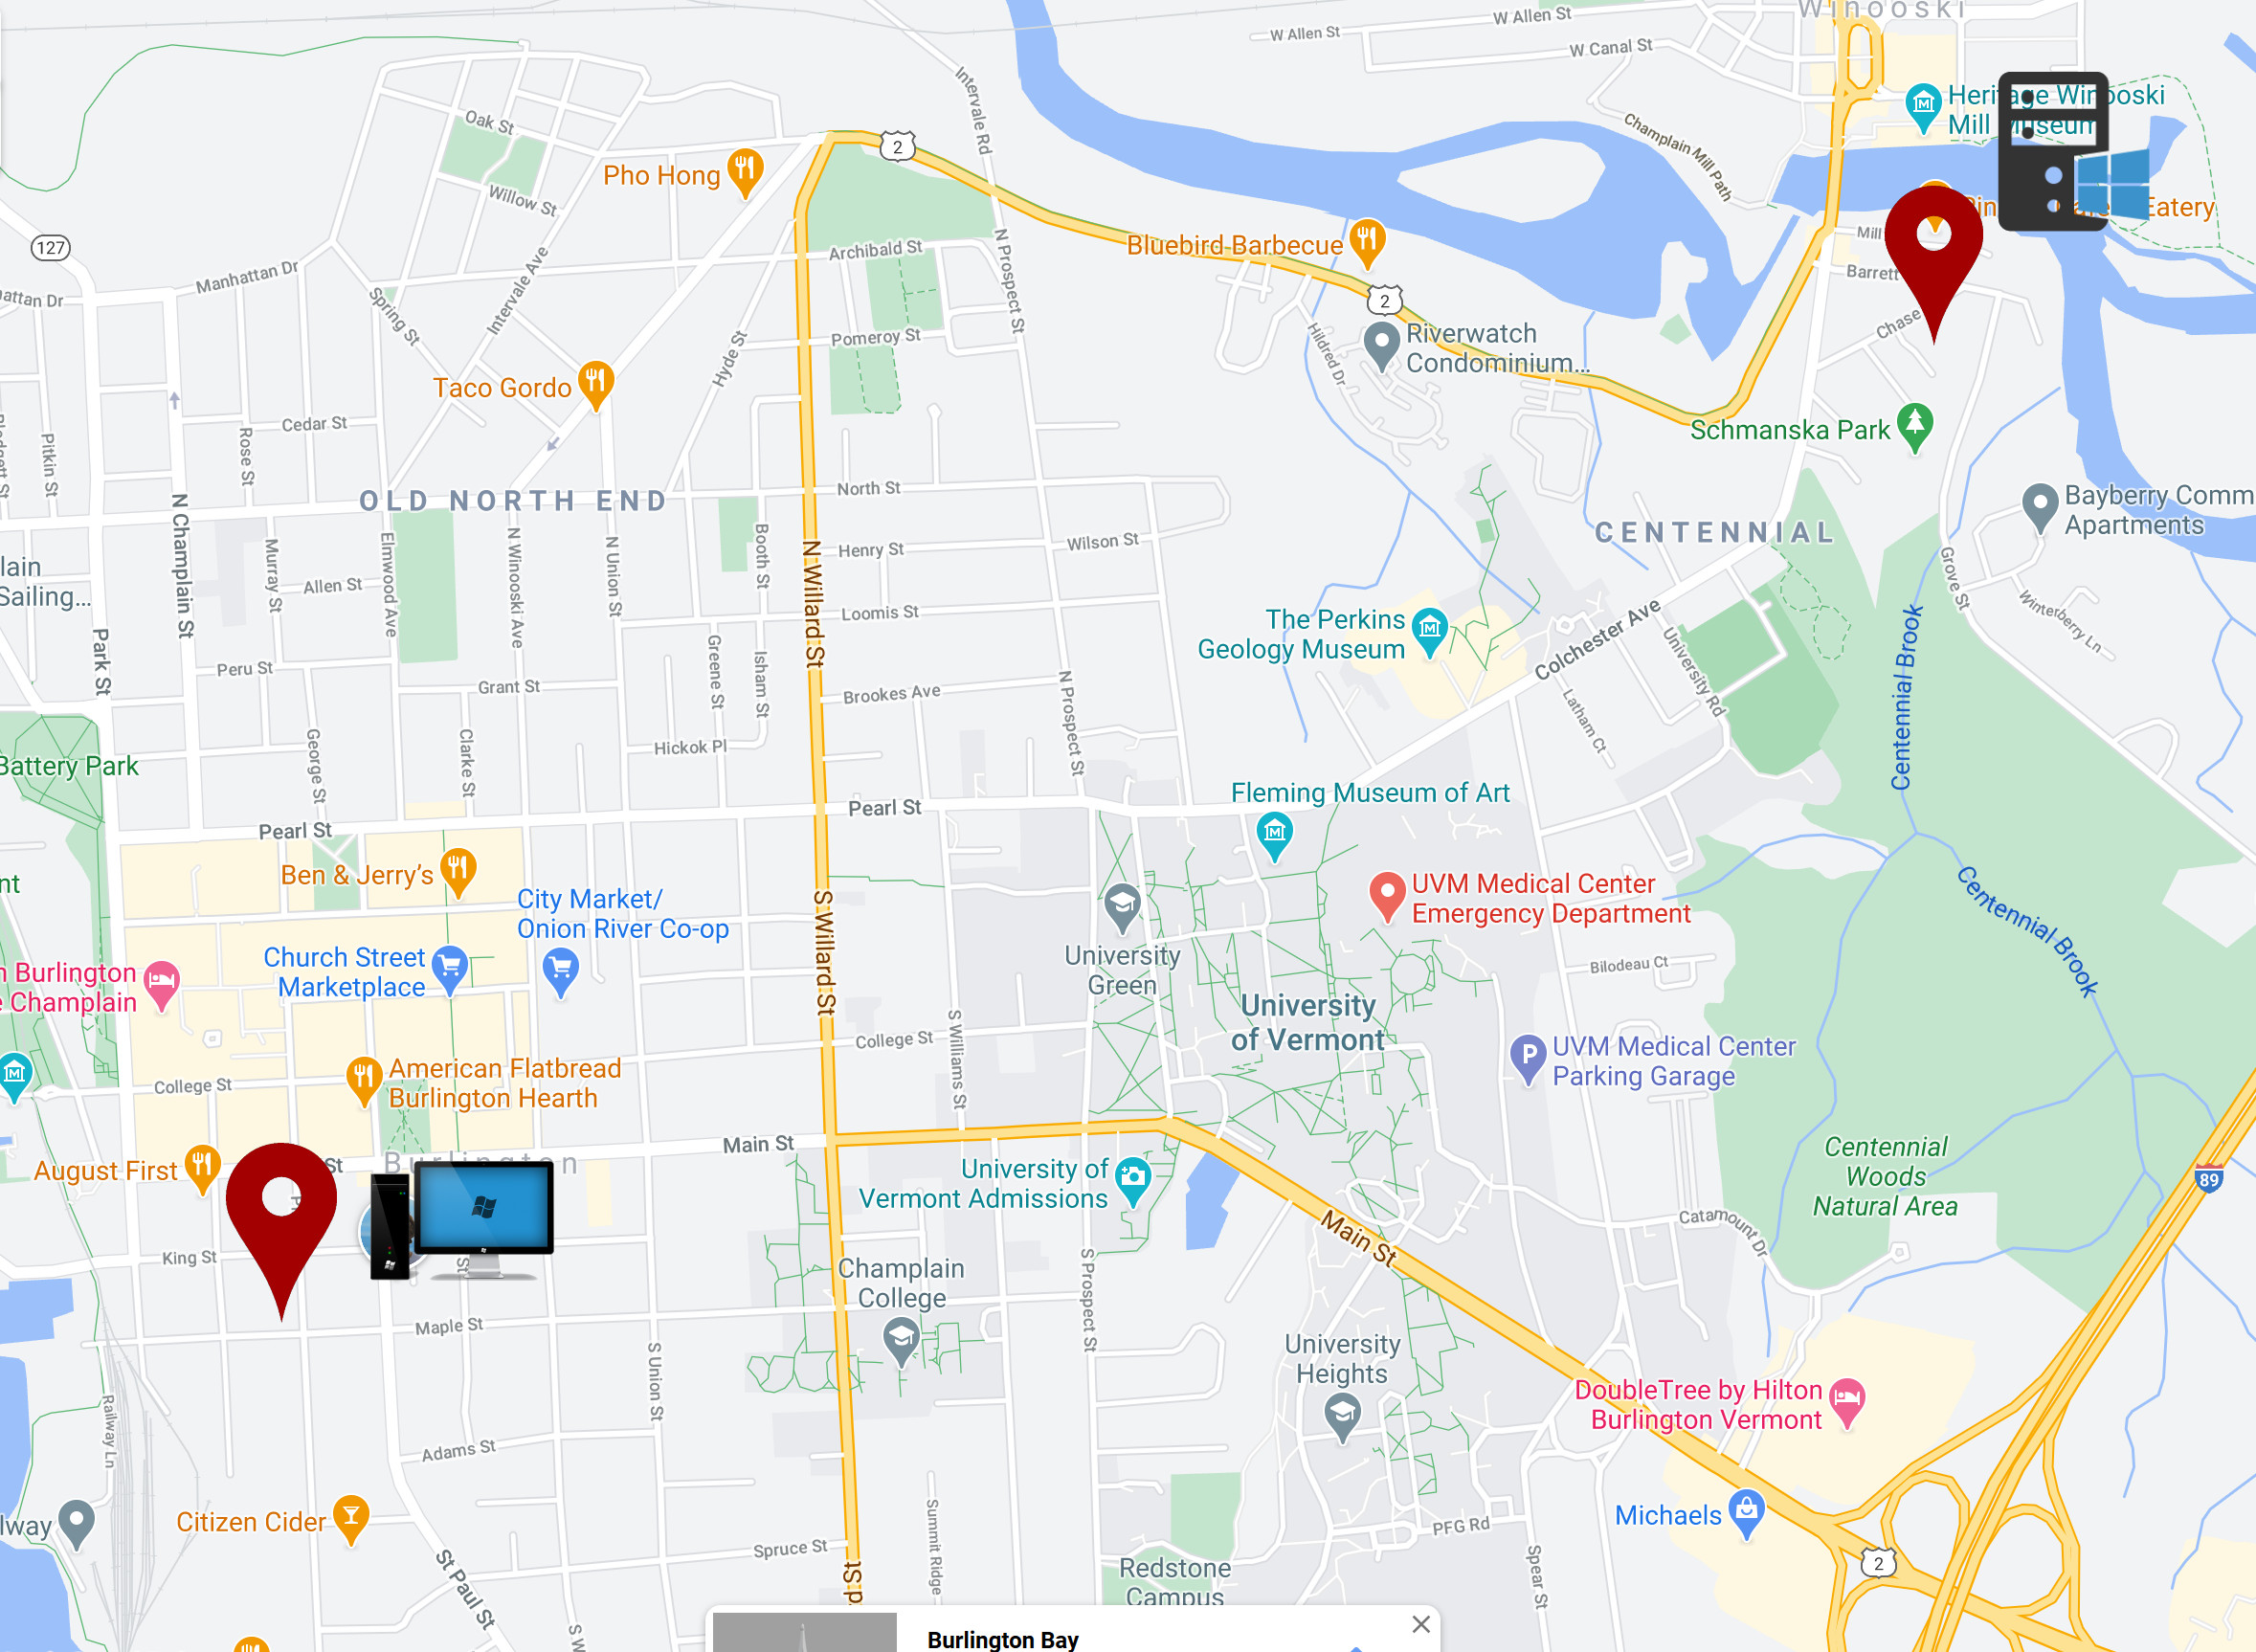 Winooski
W Allen St
W Allen St
W Canal St
Intervale Rd
Heritage Winooski
Mill Museum
Champlain Mill Path
Oak St
2
Pho Hong
Willow St
Eatery
127
Mill
Archibald St
N Prospect St
Bluebird Barbecue
Manhattan Dr
Barrett
Intervale Ave
Spring St
2
Chase
Riverwatch
Condominium...
Pomeroy St
Hildred Dr
Hyde St
Taco Gordo
Cedar St
Schmanska Park
Pitkin St
Rose St
OLD NORTH END
North St
Bayberry Comm
Apartments
N Champlain St
CENTENNIAL
Henry St
Wilson St
Booth St
Murray St
Elmwood Ave
N Winooski Ave
N Union St
N Willard St
Allen St
lain
Sailing...
Grove St
Loomis St
Winterberry Ln
The Perkins
Geology Museum
Colchester Ave
Centennial Brook
Park St
Peru St
Greene St
Isham St
Grant St
Brookes Ave
N Prospect St
University Rd
Latham Ct
Hickok Pl
George St
Clarke St
Battery Park
Fleming Museum of Art
Pearl St
Pearl St
Ben & Jerry’s
City Market/
Onion River Co-op
UVM Medical Center
Emergency Department
Centennial Brook
nt
S Willard St
Church Street
Marketplace
University
Green
Bilodeau Ct
n Burlington
e Champlain
University
of Vermont
College St
S Williams St
UVM Medical Center
Parking Garage
American Flatbread
Burlington Hearth
College St
Main St
Burlington
August First
St
Centennial
Woods
Natural Area
89
University of
Vermont Admissions
Main St
Catamount Dr
King St
St
Champlain
College
S Prospect St
Maple St
University
Heights
S Union St
DoubleTree by Hilton
Burlington Vermont
Railway Ln
Adams St
Citizen Cider
lway
Michaels
PFG Rd
Spruce St
Summit Ridge
2
Spear St
St Paul St
Redstone
Campus
S W
Burlington Bay